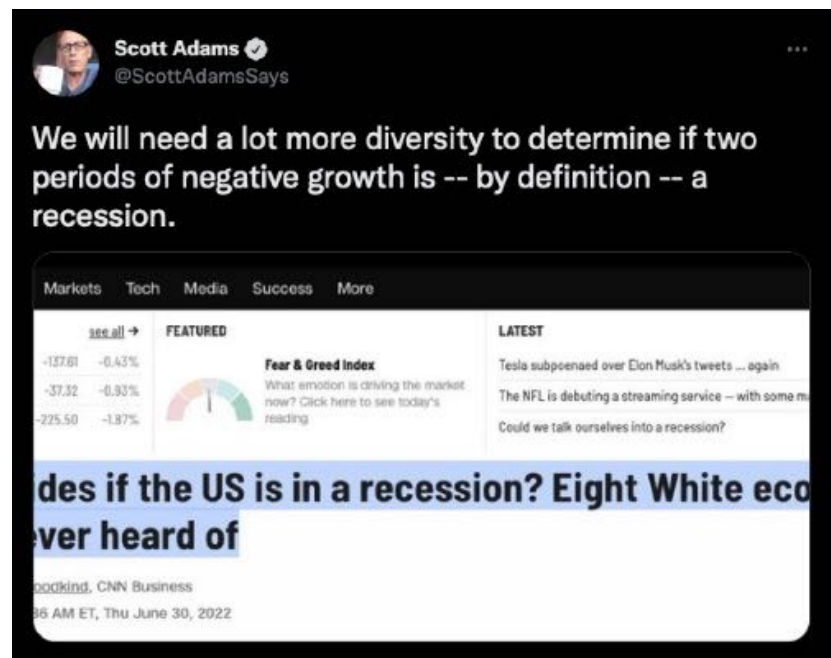 Scott Adams
@ScottAdamsSays
We will need a lot more diversity to determine if two
periods of negative growth is -- by definition -- a
recession.
Markets Tech Media Success More
see all → FEATURED LATEST
-137.61 -0.43%
-37.32 -0.93%
-225.50 -1.87%
Fear & Greed Index
What emotion is driving the market
now? Click here to see today's
reading
Tesla subpoenaed over Elon Musk's tweets ... again
The NFL is debuting a streaming service — with some m
Could we talk ourselves into a recession?
des if the US is in a recession? Eight White eco
ever heard of
oodkind, CNN Business
36 AM ET, Thu June 30, 2022